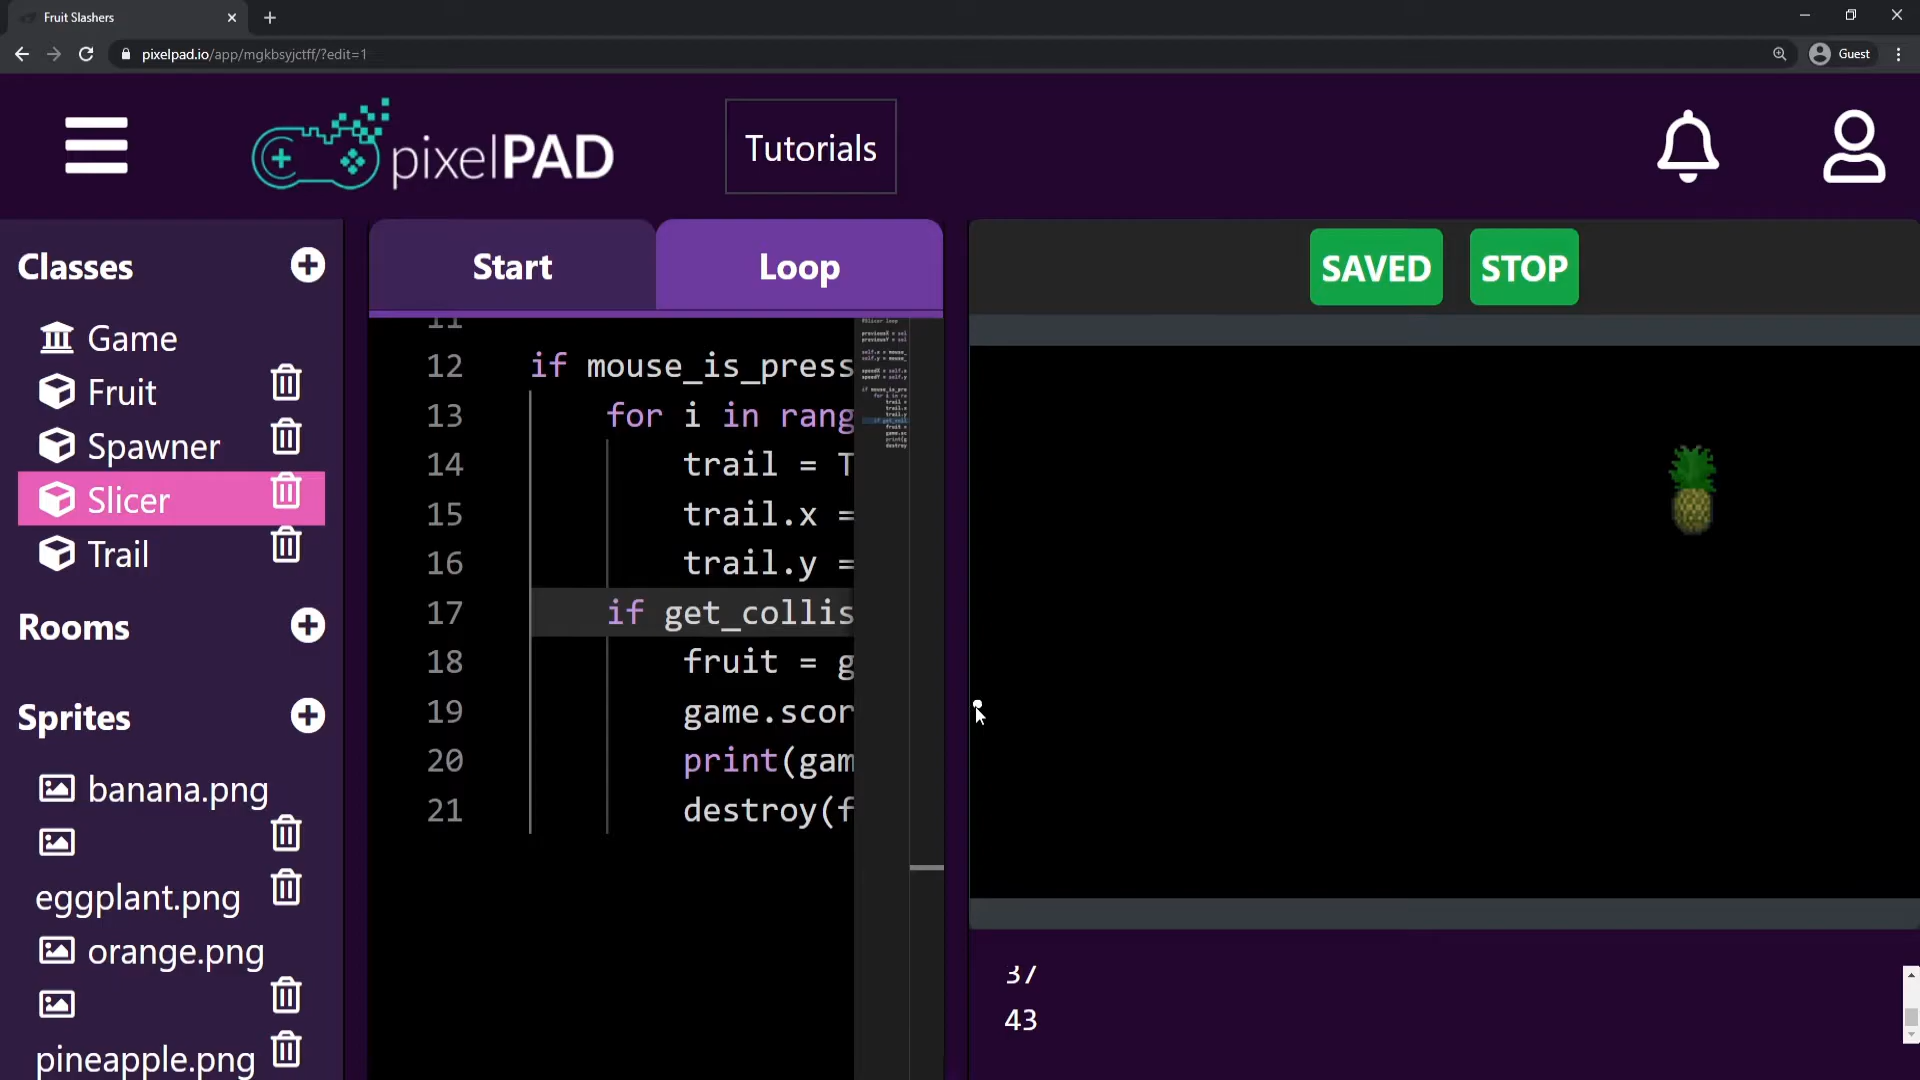 Fruit Slashers
pixelpad.io/app/mgkbsyjctff/?edit=1
Guest
pixelPAD
Tutorials
Classes
Game
Fruit
Spawner
Slicer
Trail
Rooms
Sprites
banana.png
eggplant.png
orange.png
pineapple.png
Start
Loop
11
12 if mouse_is_press
13 for i in rang
14 trail = T
15 trail.x =
16 trail.y =
17 if get_collis
18 fruit = g
19 game.scor
20 print(gam
21 destroy(f
SAVED
STOP
37
43